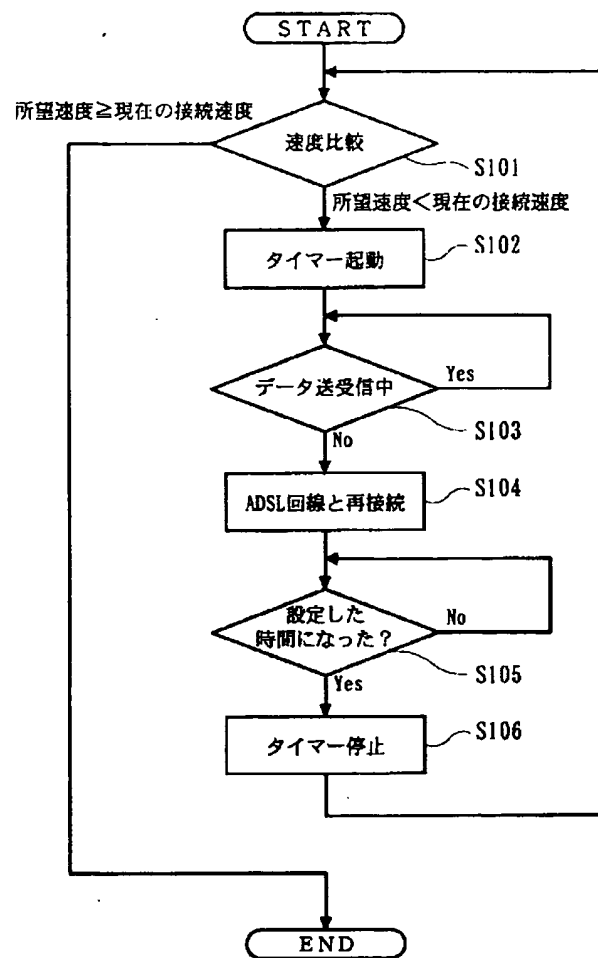 START
所望速度≧現在の接続速度
速度比較
S101
所望速度<現在の接続速度
タイマー起動
S102
データ送受信中
Yes
S103
No
ADSL回線と再接続
S104
設定した
時間になった?
No
S105
Yes
タイマー停止
S106
END